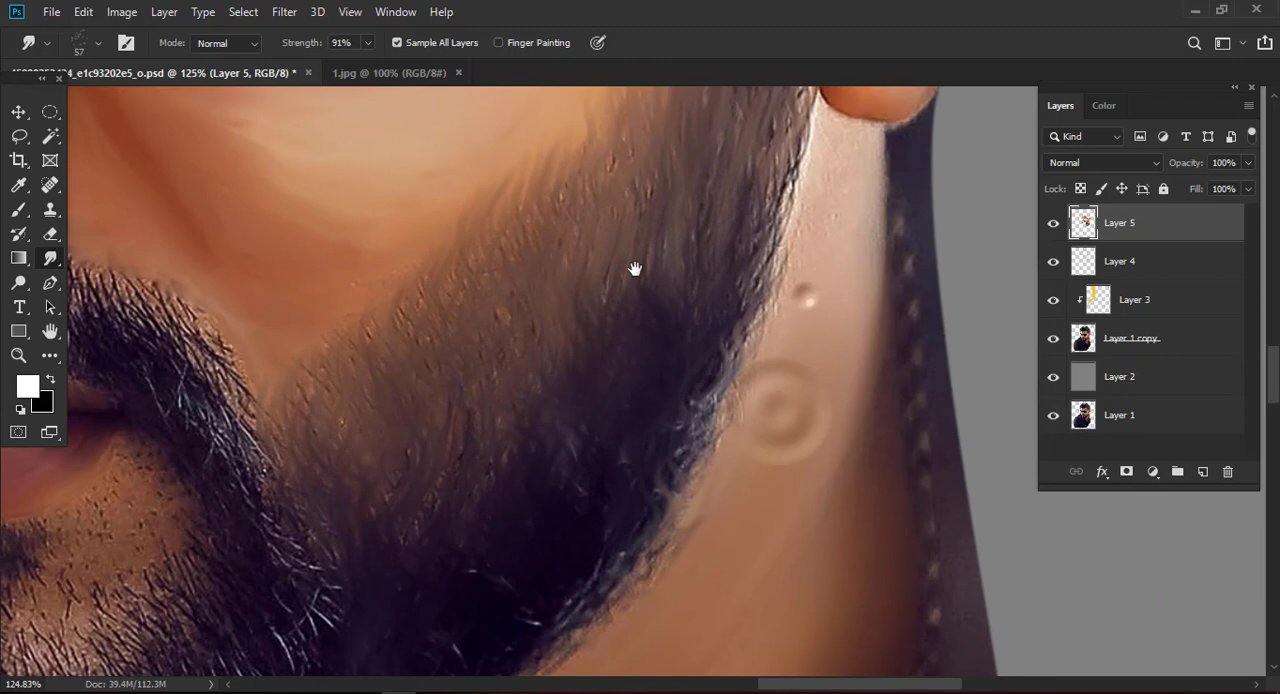 Ps File Edit Image Layer Type Select Filter 3D View Window Help
57 Mode: Normal Strength: 91% Sample All Layers Finger Painting
_e1c93202e5_o.psd @ 125% (Layer 5, RGB/8) * × 1.jpg @ 100% (RGB/8#) ×
Layers Color
Kind
Normal Opacity: 100%
Lock: Fill: 100%
Layer 5
Layer 4
Layer 3
Layer 1 copy
Layer 2
Layer 1
fx
124.83% Doc: 39.4M/112.3M